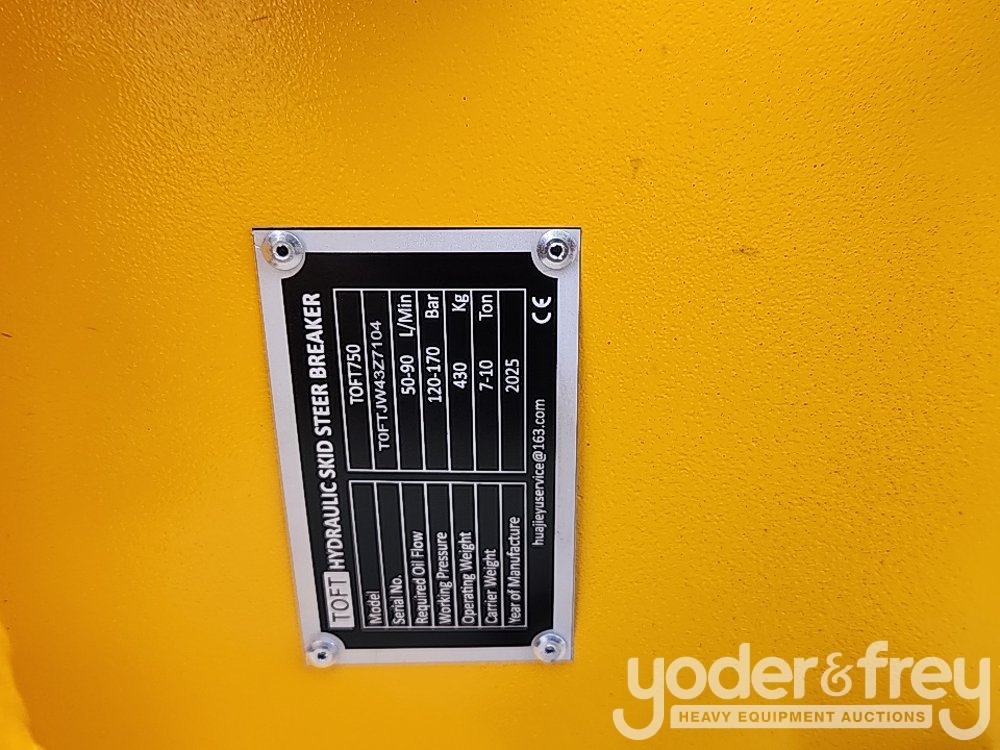 TOFT HYDRAULIC SKID STEER BREAKER
Model TOFT750
Serial No. T0FTJW43Z7104
Required Oil Flow 50-90 L/Min
Working Pressure 120-170 Bar
Operating Weight 430 Kg
Carrier Weight 7-10 Ton
Year of Manufacture 2025
huajieyuservice@163.com CE
yoder&frey
HEAVY EQUIPMENT AUCTIONS